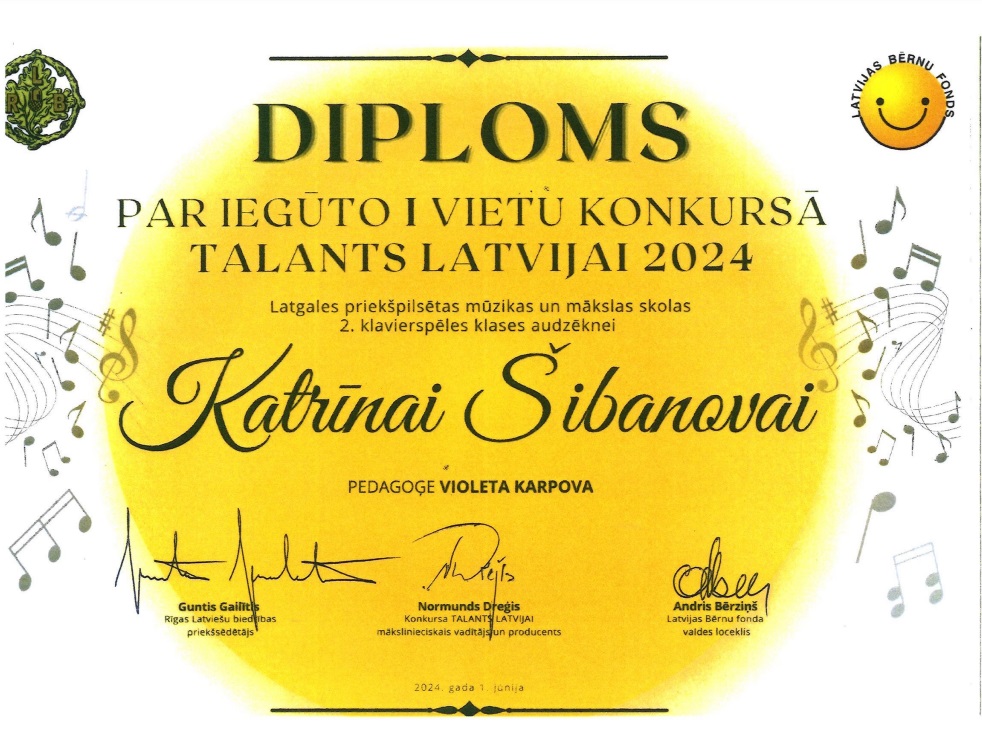 LATVIJAS BĒRNU FONDS
R L B
DIPLOMS
PAR IEGŪTO I VIETU KONKURSĀ
TALANTS LATVIJAI 2024
Latgales priekšpilsētas mūzikas un mākslas skolas
2. klavierspēles klases audzēknei
Katrīnai Šibanovai
PEDAGOĢE VIOLETA KARPOVA
Guntis Gailītis
Rīgas Latviešu biedrības
priekšsēdētājs
Normunds Dreģis
Konkursa TALANTS LATVIJAI
mākslinieciskais vadītājs un producents
Andris Bērziņš
Latvijas Bērnu fonda
valdes loceklis
2024. gada 1. jūnija